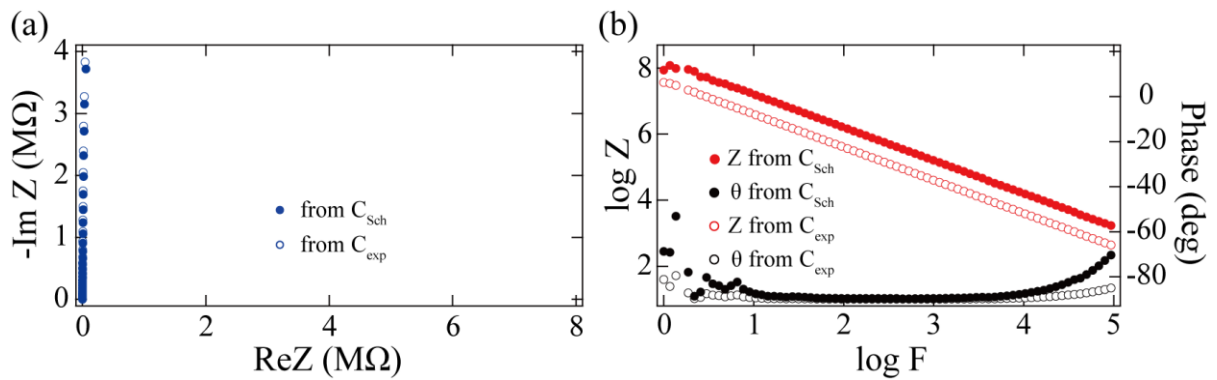 (a)
4
3
2
1
0
-Im Z (MΩ)
0 2 4 6 8
ReZ (MΩ)
from C_Sch
from C_exp
(b)
8
6
4
2
log Z
0
-20
-40
-60
-80
Phase (deg)
Z from C_Sch
θ from C_Sch
Z from C_exp
θ from C_exp
0 1 2 3 4 5
log F